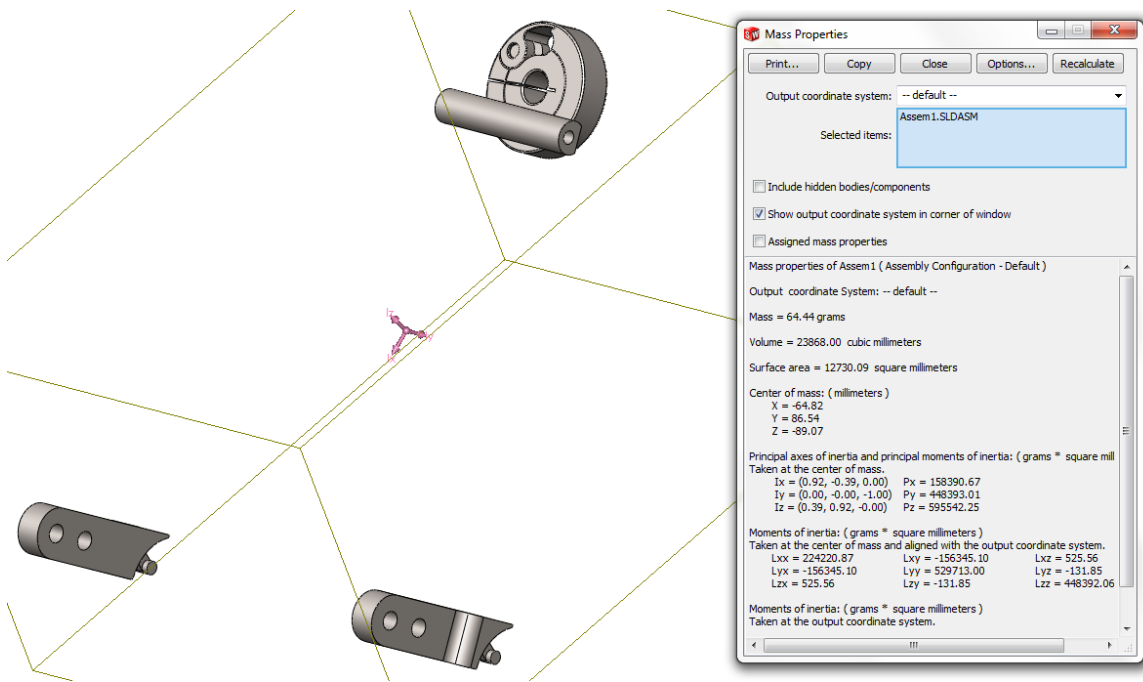 Mass Properties
Print... Copy Close Options... Recalculate
Output coordinate system: -- default --
Assem1.SLDASM
Selected items:
Include hidden bodies/components
Show output coordinate system in corner of window
Assigned mass properties
Mass properties of Assem1 ( Assembly Configuration - Default )
Output coordinate System: -- default --
Mass = 64.44 grams
Volume = 23868.00 cubic millimeters
Surface area = 12730.09 square millimeters
Center of mass: ( millimeters )
X = -64.82
Y = 86.54
Z = -89.07
Principal axes of inertia and principal moments of inertia: ( grams * square mill
Taken at the center of mass.
Ix = (0.92, -0.39, 0.00) Px = 158390.67
Iy = (0.00, -0.00, -1.00) Py = 448393.01
Iz = (0.39, 0.92, -0.00) Pz = 595542.25
Moments of inertia: ( grams * square millimeters )
Taken at the center of mass and aligned with the output coordinate system.
Lxx = 224220.87 Lxy = -156345.10 Lxz = 525.56
Lyx = -156345.10 Lyy = 529713.00 Lyz = -131.85
Lzx = 525.56 Lzy = -131.85 Lzz = 448392.06
Moments of inertia: ( grams * square millimeters )
Taken at the output coordinate system.
Iz